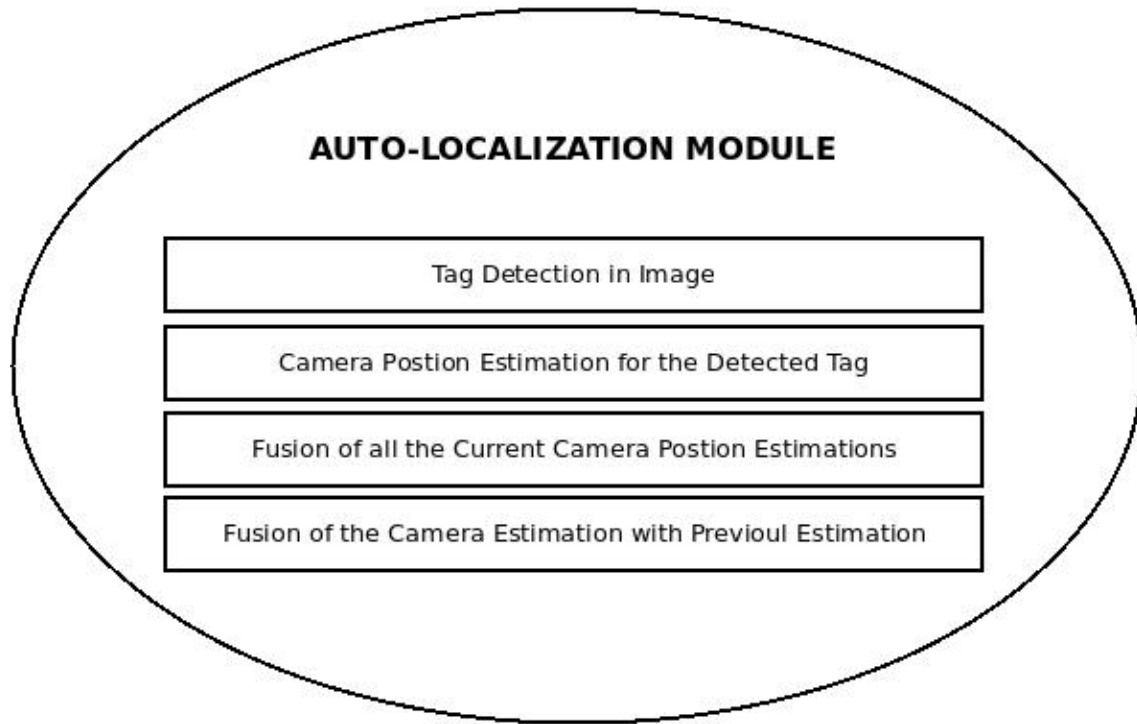 AUTO-LOCALIZATION MODULE
Tag Detection in Image
Camera Postion Estimation for the Detected Tag
Fusion of all the Current Camera Postion Estimations
Fusion of the Camera Estimation with Previoul Estimation